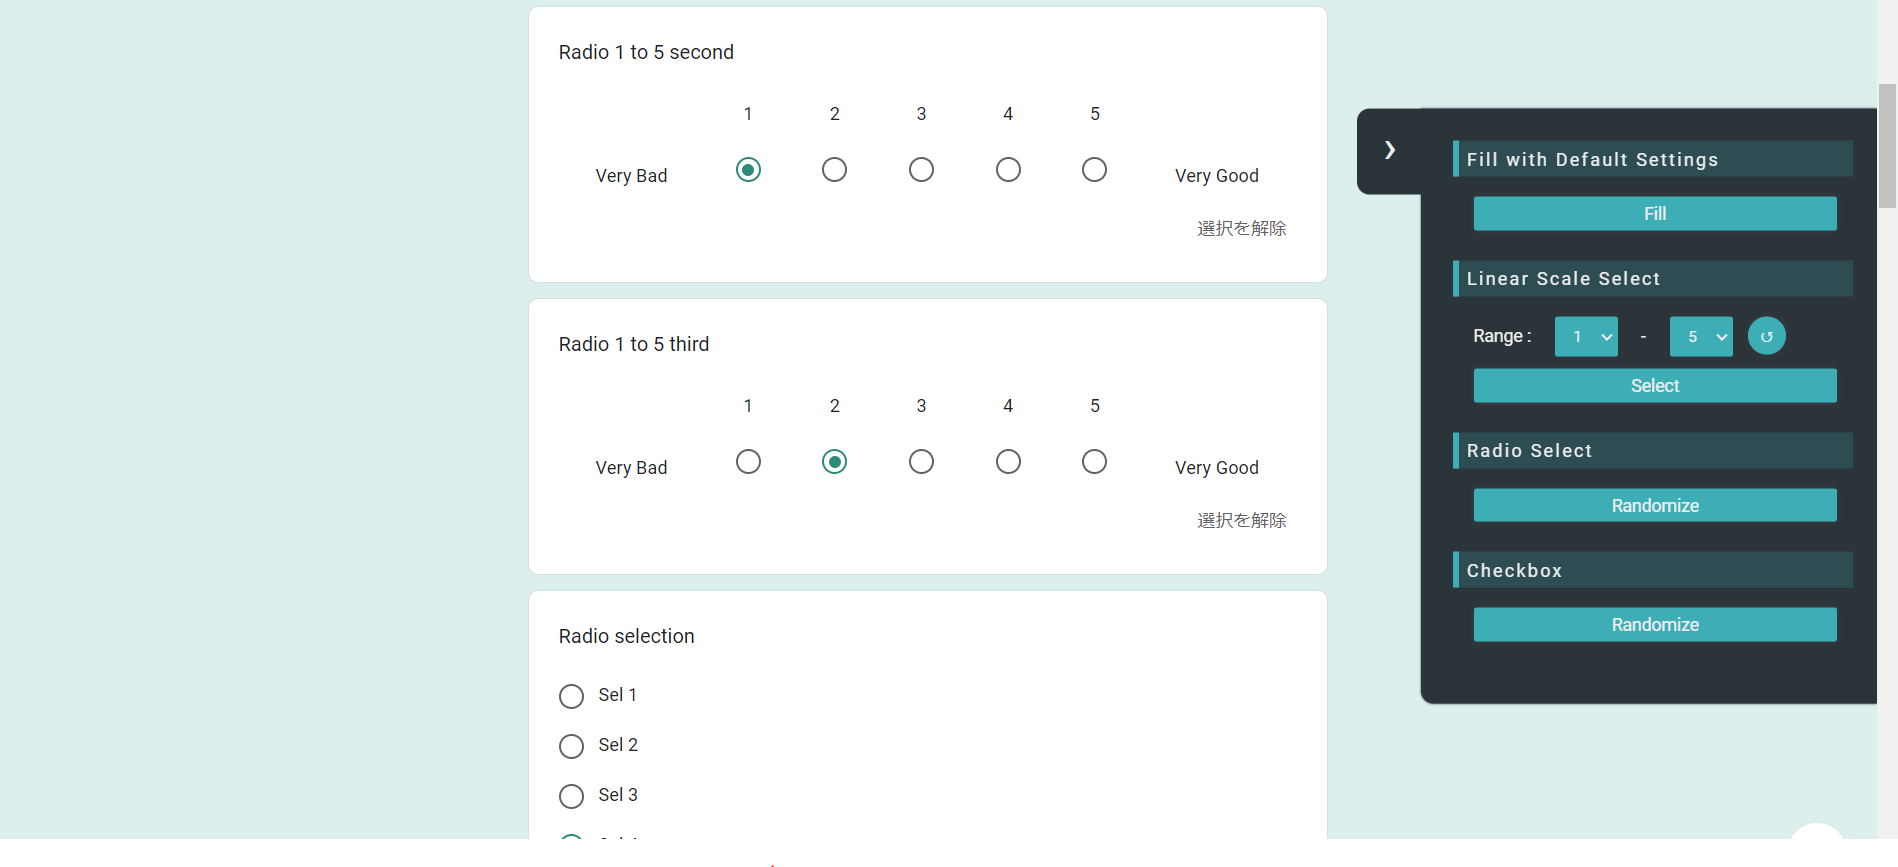 Radio 1 to 5 second
1 2 3 4 5
Very Bad Very Good
選択を解除
Radio 1 to 5 third
1 2 3 4 5
Very Bad Very Good
選択を解除
Radio selection
Sel 1
Sel 2
Sel 3
Fill with Default Settings
Fill
Linear Scale Select
Range : 1 - 5
Select
Radio Select
Randomize
Checkbox
Randomize